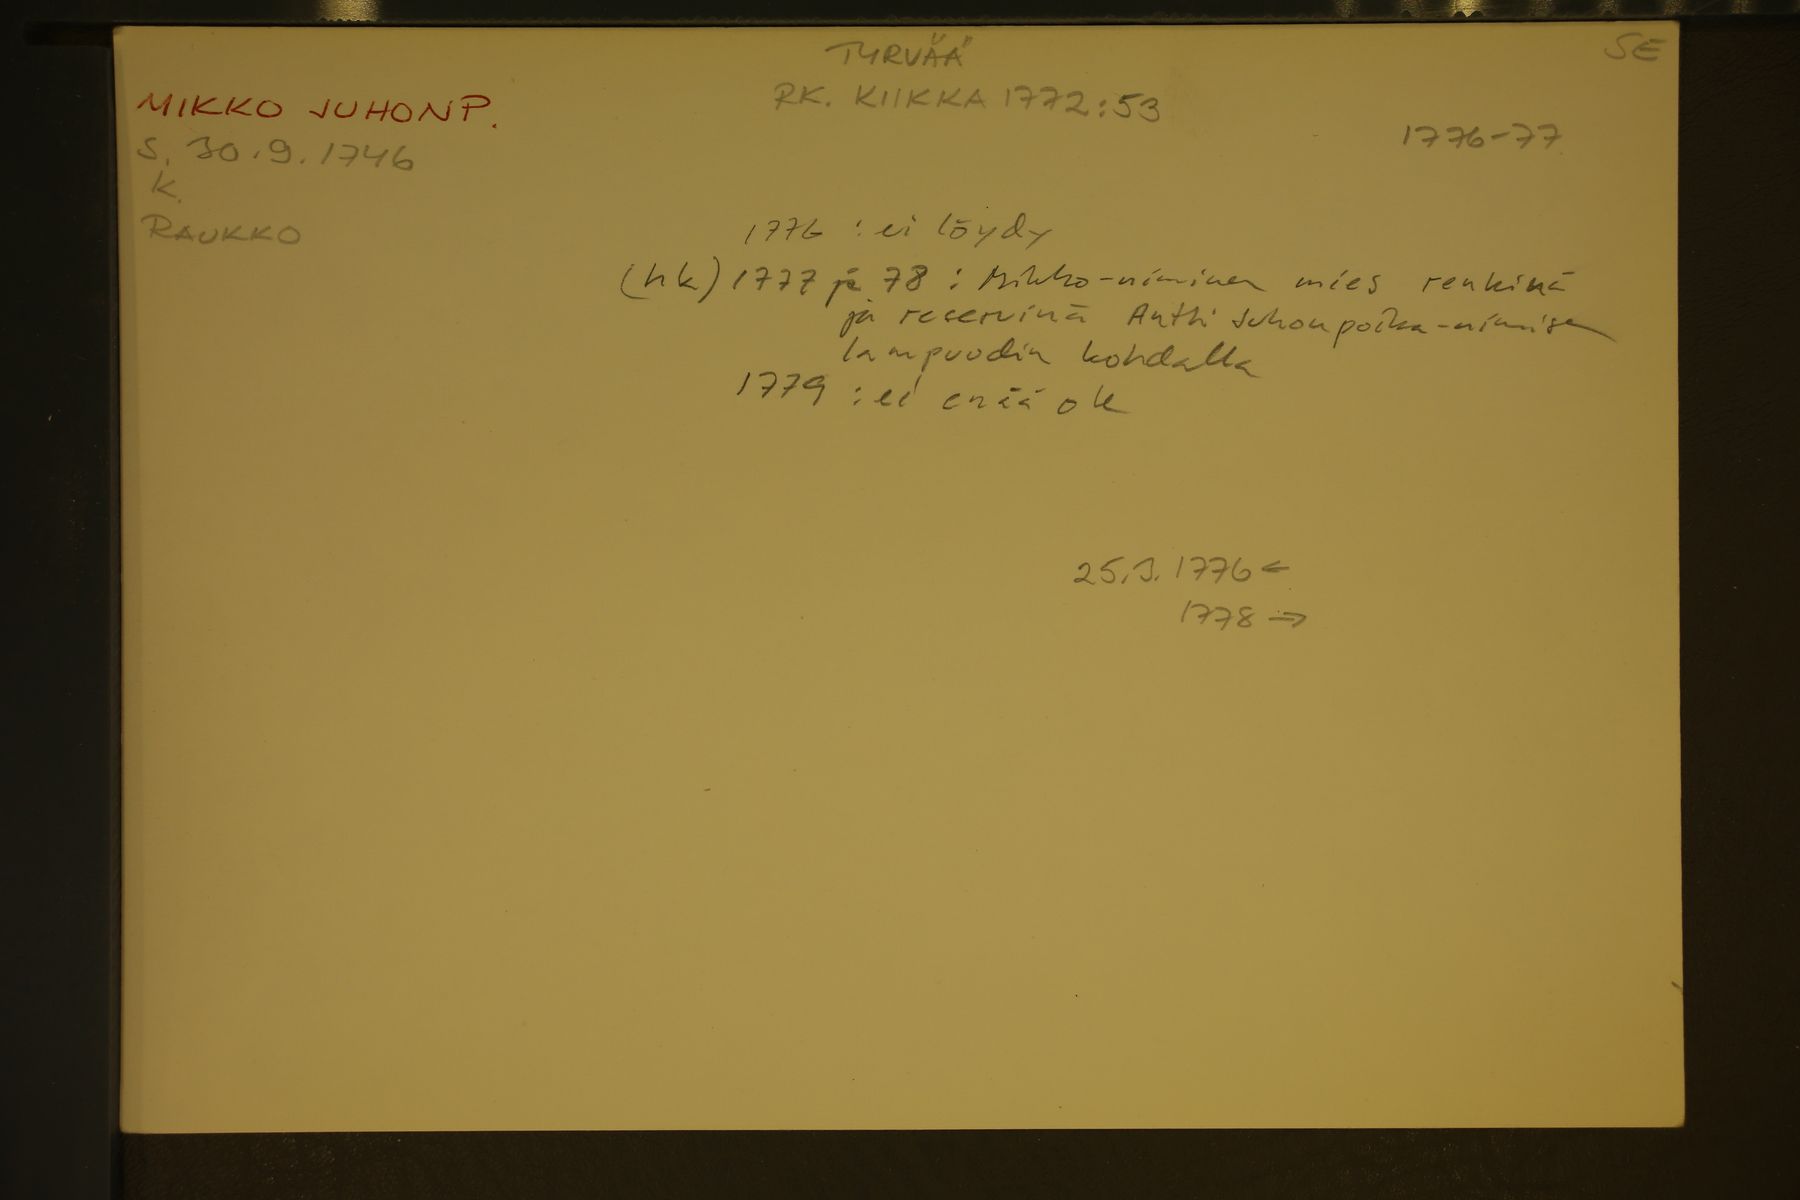 TYRVÄÄ
SE
MIKKO JUHONP.
RK. KIIKKA 1772:53
1776-77
S. 30.9.1746
K.
RAUKKO
1776 : ei löydy
(hk) 1777 ja 78 : Mikko-niminen mies renkinä
ja reservinä Antti Juhonpoika-nimisen
lampuodin kohdalla
1779 : ei enää ole
25.3.1776 ←
1778 →